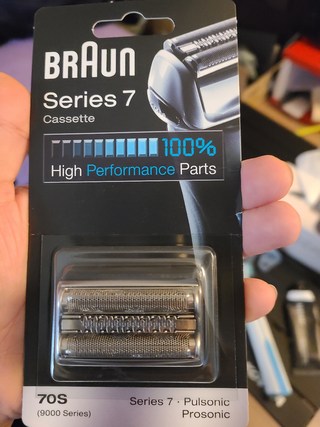 BRAUN
Series 7
Cassette
100%
High Performance Parts
70S
(9000 Series)
Series 7 · Pulsonic
Prosonic